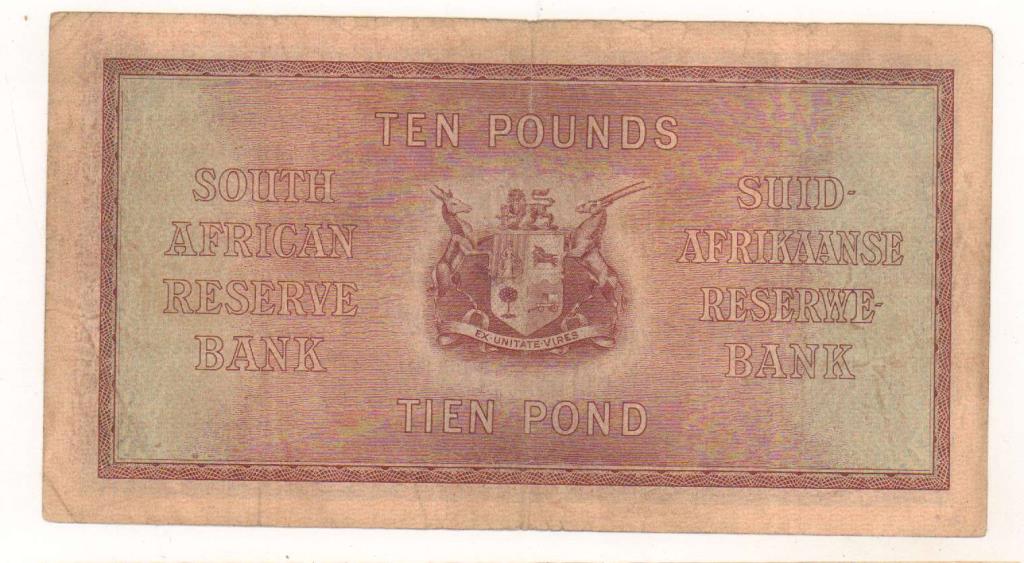 TEN POUNDS
SOUTH
AFRICAN
RESERVE
BANK
SUID-
AFRIKAANSE
RESERWE-
BANK
EX·UNITATE·VIRES
TIEN POND